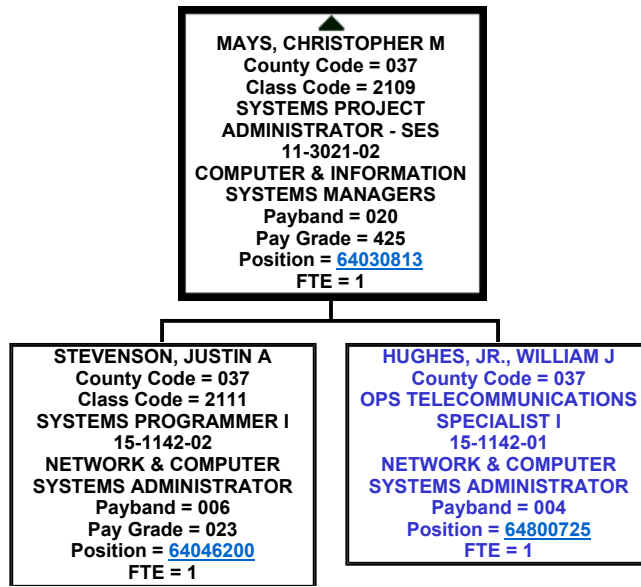 MAYS, CHRISTOPHER M
County Code = 037
Class Code = 2109
SYSTEMS PROJECT
ADMINISTRATOR - SES
11-3021-02
COMPUTER & INFORMATION
SYSTEMS MANAGERS
Payband = 020
Pay Grade = 425
Position = 64030813
FTE = 1
STEVENSON, JUSTIN A
County Code = 037
Class Code = 2111
SYSTEMS PROGRAMMER I
15-1142-02
NETWORK & COMPUTER
SYSTEMS ADMINISTRATOR
Payband = 006
Pay Grade = 023
Position = 64046200
FTE = 1
HUGHES, JR., WILLIAM J
County Code = 037
OPS TELECOMMUNICATIONS
SPECIALIST I
15-1142-01
NETWORK & COMPUTER
SYSTEMS ADMINISTRATOR
Payband = 004
Position = 64800725
FTE = 1